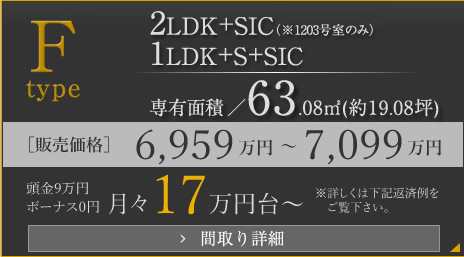 F
type
2LDK+SIC（※1203号室のみ）
1LDK+S+SIC
専有面積／63.08㎡(約19.08坪)
［販売価格］ 6,959万円 ～ 7,099万円
頭金9万円
ボーナス0円
月々17万円台～
※詳しくは下記返済例を
ご覧下さい。
› 間取り詳細